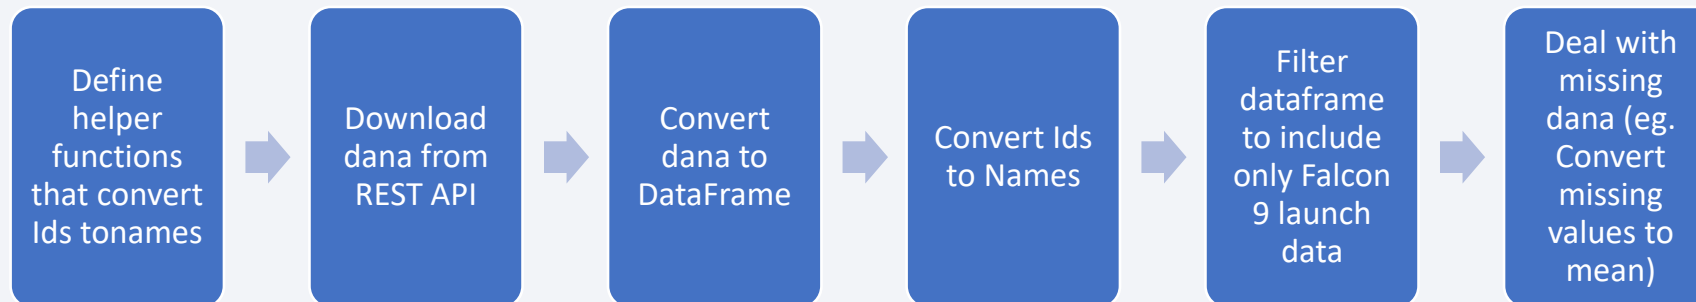 Define
helper
functions
that convert
Ids tonames
Download
dana from
REST API
Convert
dana to
DataFrame
Convert Ids
to Names
Filter
dataframe
to include
only Falcon
9 launch
data
Deal with
missing
dana (eg.
Convert
missing
values to
mean)